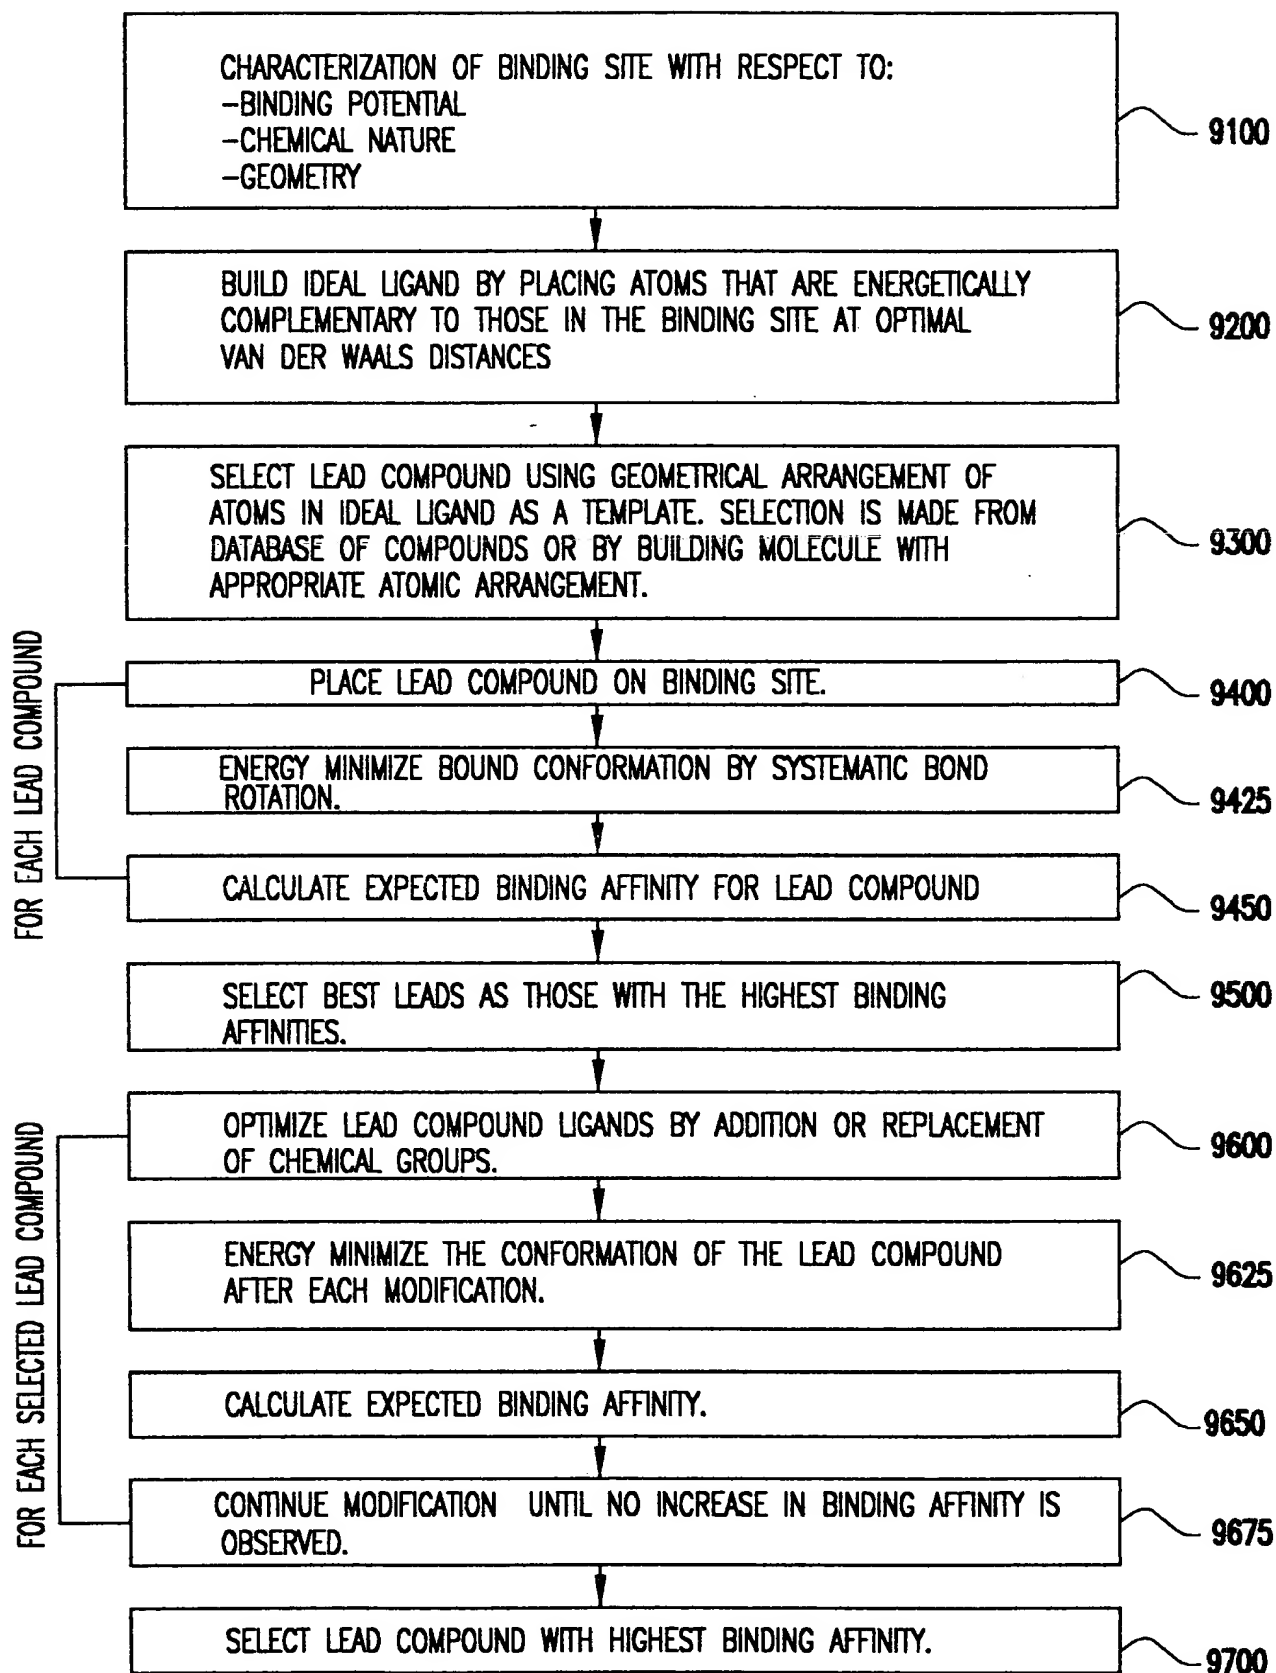 CHARACTERIZATION OF BINDING SITE WITH RESPECT TO:
-BINDING POTENTIAL
-CHEMICAL NATURE
-GEOMETRY
9100
BUILD IDEAL LIGAND BY PLACING ATOMS THAT ARE ENERGETICALLY
COMPLEMENTARY TO THOSE IN THE BINDING SITE AT OPTIMAL
VAN DER WAALS DISTANCES
9200
SELECT LEAD COMPOUND USING GEOMETRICAL ARRANGEMENT OF
ATOMS IN IDEAL LIGAND AS A TEMPLATE. SELECTION IS MADE FROM
DATABASE OF COMPOUNDS OR BY BUILDING MOLECULE WITH
APPROPRIATE ATOMIC ARRANGEMENT.
9300
FOR EACH LEAD COMPOUND
PLACE LEAD COMPOUND ON BINDING SITE.
9400
ENERGY MINIMIZE BOUND CONFORMATION BY SYSTEMATIC BOND
ROTATION.
9425
CALCULATE EXPECTED BINDING AFFINITY FOR LEAD COMPOUND
9450
SELECT BEST LEADS AS THOSE WITH THE HIGHEST BINDING
AFFINITIES.
9500
FOR EACH SELECTED LEAD COMPOUND
OPTIMIZE LEAD COMPOUND LIGANDS BY ADDITION OR REPLACEMENT
OF CHEMICAL GROUPS.
9600
ENERGY MINIMIZE THE CONFORMATION OF THE LEAD COMPOUND
AFTER EACH MODIFICATION.
9625
CALCULATE EXPECTED BINDING AFFINITY.
9650
CONTINUE MODIFICATION UNTIL NO INCREASE IN BINDING AFFINITY IS
OBSERVED.
9675
SELECT LEAD COMPOUND WITH HIGHEST BINDING AFFINITY.
9700